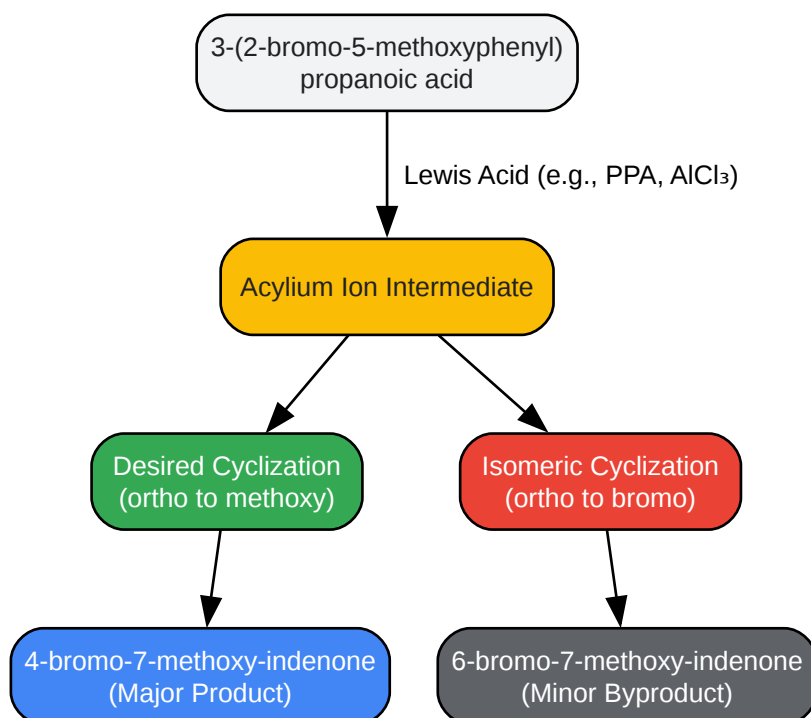 3-(2-bromo-5-methoxyphenyl)
propanoic acid
Lewis Acid (e.g., PPA, AlCl₃)
Acylium Ion Intermediate
Desired Cyclization
(ortho to methoxy)
Isomeric Cyclization
(ortho to bromo)
4-bromo-7-methoxy-indenone
(Major Product)
6-bromo-7-methoxy-indenone
(Minor Byproduct)